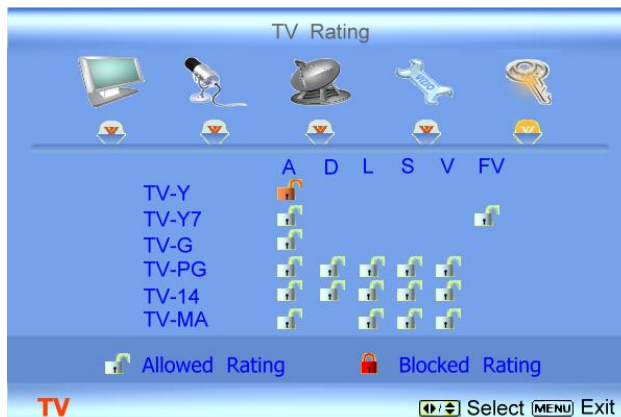 TV Rating
A D L S V FV
TV-Y
TV-Y7
TV-G
TV-PG
TV-14
TV-MA
Allowed Rating Blocked Rating
TV Select MENU Exit